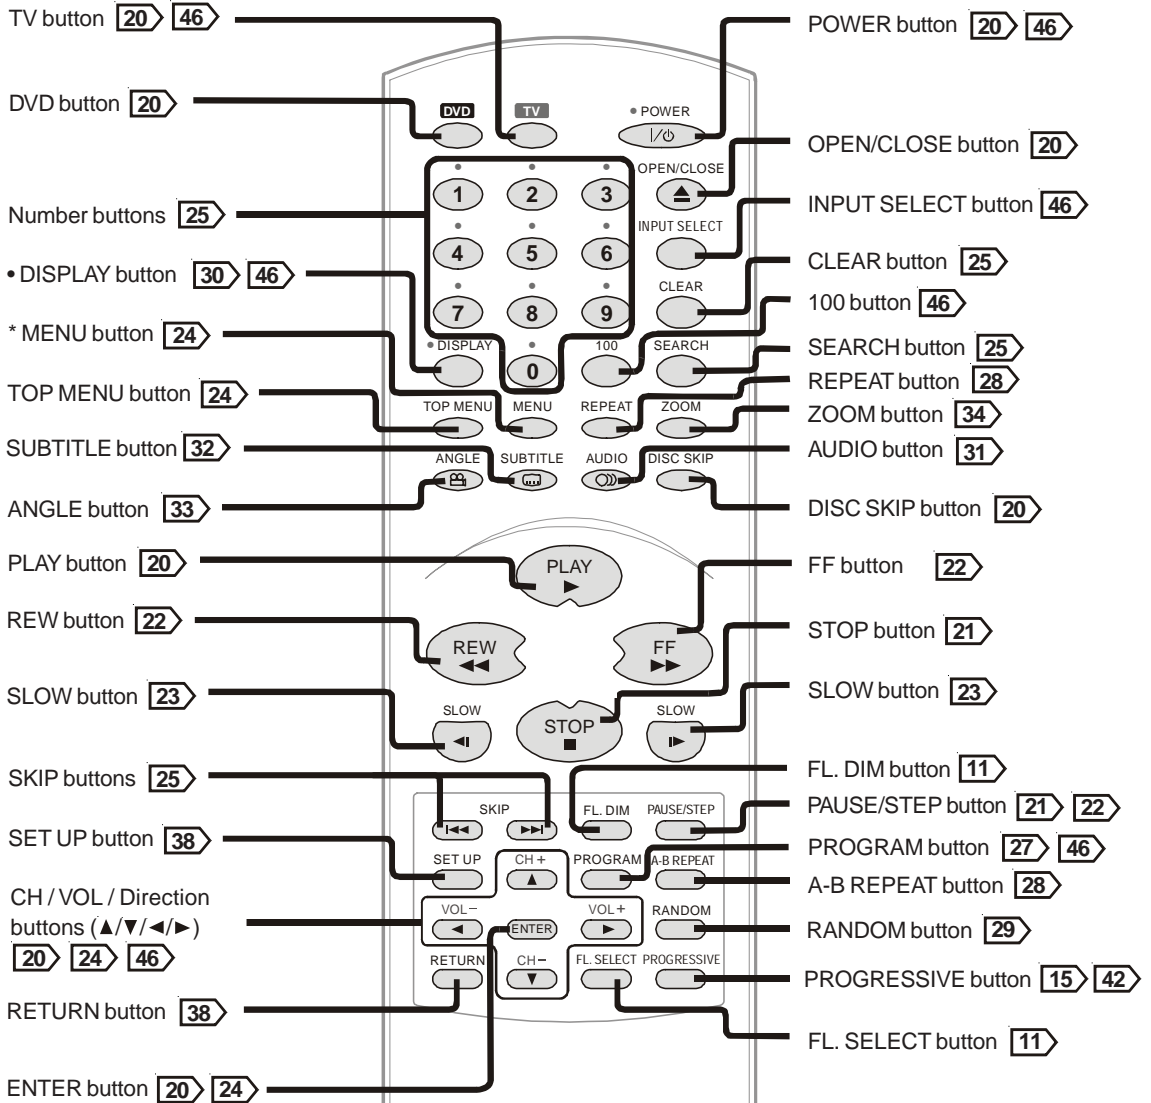 TV button 20 46
DVD button 20
Number buttons 25
• DISPLAY button 30 46
* MENU button 24
TOP MENU button 24
SUBTITLE button 32
ANGLE button 33
PLAY button 20
REW button 22
SLOW button 23
SKIP buttons 25
SET UP button 38
CH / VOL / Direction
buttons (▲/▼/◄/►)
20 24 46
RETURN button 38
ENTER button 20 24
DVD TV • POWER
I/⏻
OPEN/CLOSE
1 2 3
INPUT SELECT
4 5 6
CLEAR
7 8 9
• DISPLAY 100 SEARCH
0
TOP MENU MENU REPEAT ZOOM
ANGLE SUBTITLE AUDIO DISC SKIP
PLAY
►
REW FF
◄◄ ►►
SLOW STOP SLOW
SKIP FL. DIM PAUSE/STEP
SET UP CH + PROGRAM A-B REPEAT
VOL − ENTER VOL + RANDOM
RETURN CH − FL. SELECT PROGRESSIVE
POWER button 20 46
OPEN/CLOSE button 20
INPUT SELECT button 46
CLEAR button 25
100 button 46
SEARCH button 25
REPEAT button 28
ZOOM button 34
AUDIO button 31
DISC SKIP button 20
FF button 22
STOP button 21
SLOW button 23
FL. DIM button 11
PAUSE/STEP button 21 22
PROGRAM button 27 46
A-B REPEAT button 28
RANDOM button 29
PROGRESSIVE button 15 42
FL. SELECT button 11